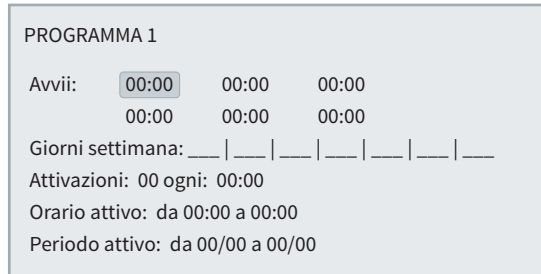 PROGRAMMA 1
Avvii: 00:00 00:00 00:00
00:00 00:00 00:00
Giorni settimana: ___ | ___ | ___ | ___ | ___ | ___ | ___
Attivazioni: 00 ogni: 00:00
Orario attivo: da 00:00 a 00:00
Periodo attivo: da 00/00 a 00/00